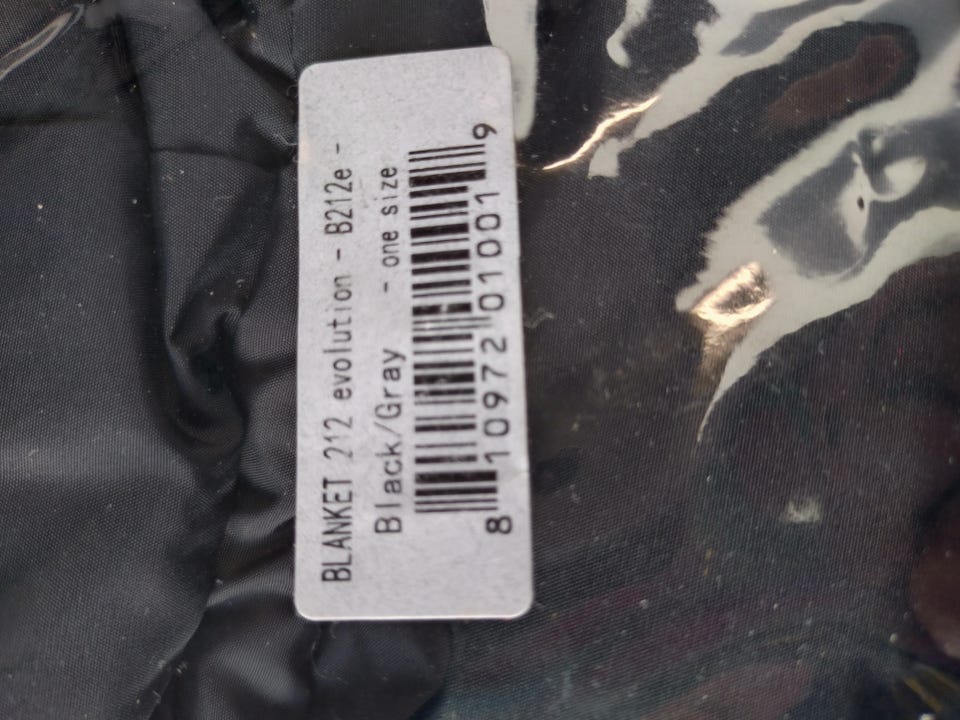 BLANKET 212 evolution - B212e -
Black/Gray - one size
8 10972 01001 9